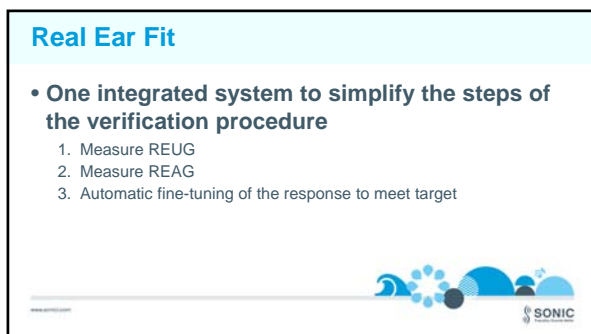 Real Ear Fit
• One integrated system to simplify the steps of
the verification procedure
1. Measure REUG
2. Measure REAG
3. Automatic fine-tuning of the response to meet target
SONIC